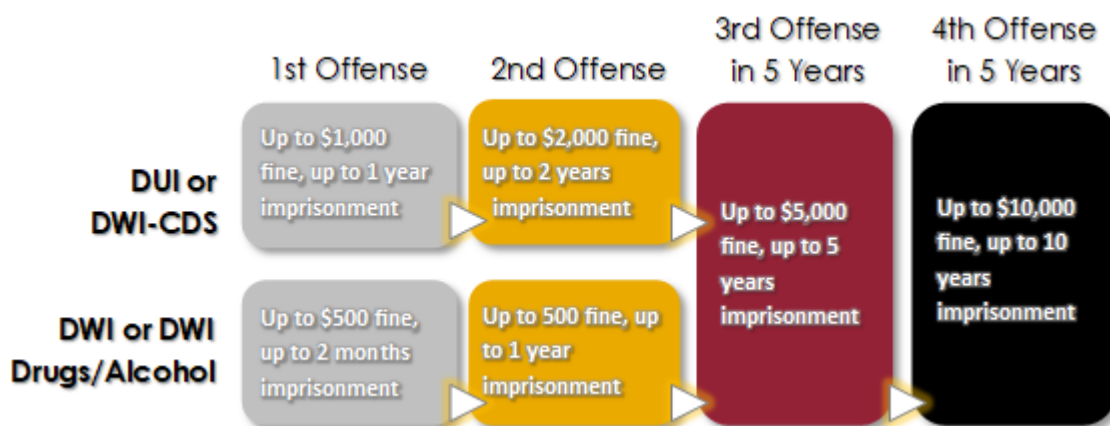 1st Offense
2nd Offense
3rd Offense
in 5 Years
4th Offense
in 5 Years
DUI or
DWI-CDS
Up to $1,000
fine, up to 1 year
imprisonment
Up to $2,000 fine,
up to 2 years
imprisonment
Up to $5,000
fine, up to 5
years
imprisonment
Up to $10,000
fine, up to 10
years
imprisonment
DWI or DWI
Drugs/Alcohol
Up to $500 fine,
up to 2 months
imprisonment
Up to 500 fine, up
to 1 year
imprisonment